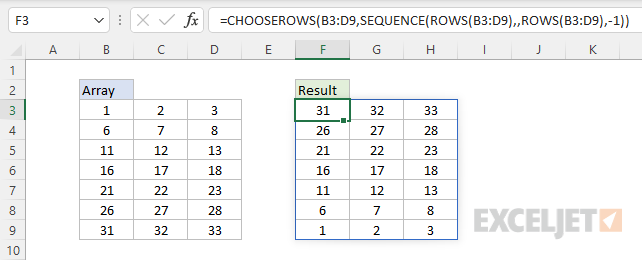 F3 fx =CHOOSEROWS(B3:D9,SEQUENCE(ROWS(B3:D9),,ROWS(B3:D9),-1))
A B C D E F G H I J K
1
2 Array Result
3 1 2 3 31 32 33
4 6 7 8 26 27 28
5 11 12 13 21 22 23
6 16 17 18 16 17 18
7 21 22 23 11 12 13
8 26 27 28 6 7 8
9 31 32 33 1 2 3
10
EXCELJET